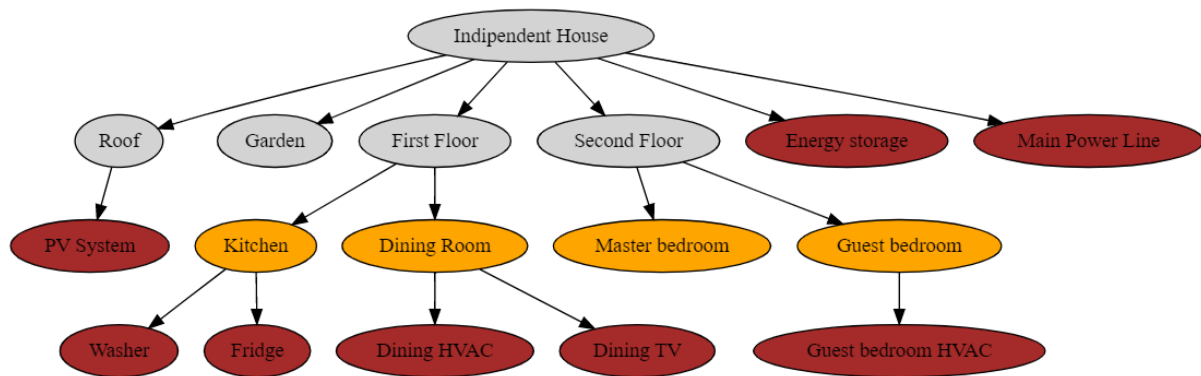 Indipendent House
Roof
Garden
First Floor
Second Floor
Energy storage
Main Power Line
PV System
Kitchen
Dining Room
Master bedroom
Guest bedroom
Washer
Fridge
Dining HVAC
Dining TV
Guest bedroom HVAC